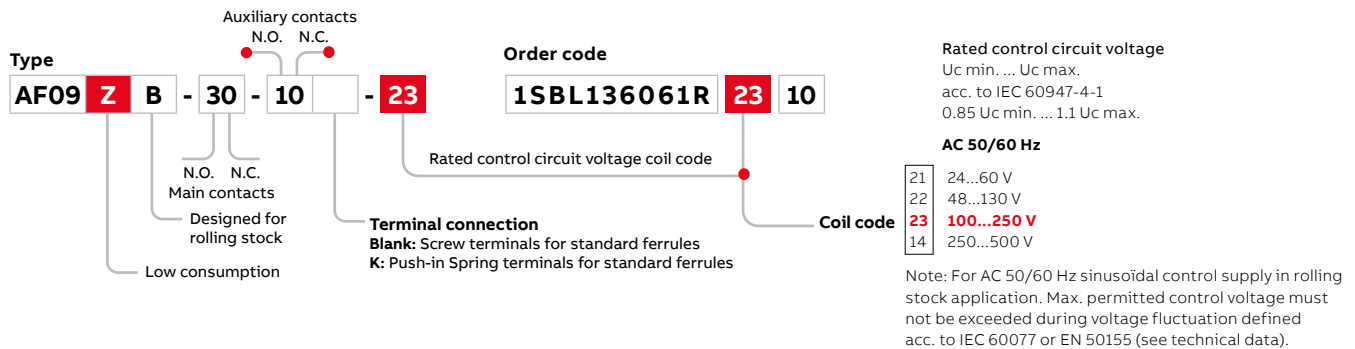 Auxiliary contacts
N.O. N.C.
Type
AF09 Z B - 30 - 10 - 23
N.O. N.C.
Main contacts
Designed for
rolling stock
Low consumption
Order code
1SBL136061R 23 10
Rated control circuit voltage coil code
Terminal connection
Blank: Screw terminals for standard ferrules
K: Push-in Spring terminals for standard ferrules
Rated control circuit voltage
Uc min. ... Uc max.
acc. to IEC 60947-4-1
0.85 Uc min. ... 1.1 Uc max.
AC 50/60 Hz
Coil code
21 24...60 V
22 48...130 V
23 100...250 V
14 250...500 V
Note: For AC 50/60 Hz sinusoïdal control supply in rolling
stock application. Max. permitted control voltage must
not be exceeded during voltage fluctuation defined
acc. to IEC 60077 or EN 50155 (see technical data).